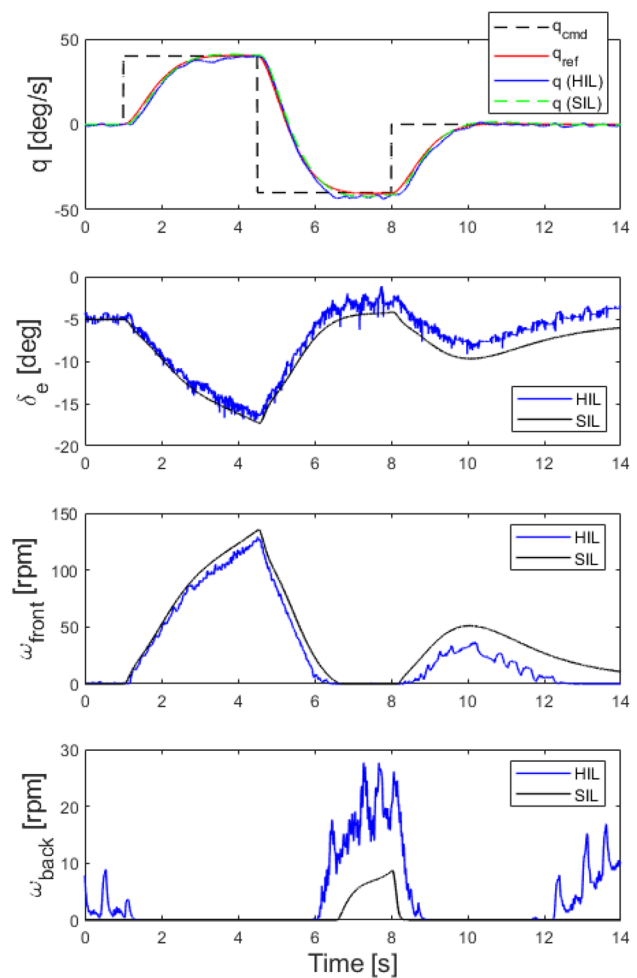 50
0
-50
q [deg/s]
q_cmd
q_ref
q (HIL)
q (SIL)
0 2 4 6 8 10 12 14
0
-5
-10
-15
-20
δ_e [deg]
HIL
SIL
0 2 4 6 8 10 12 14
150
100
50
0
ω_front [rpm]
HIL
SIL
0 2 4 6 8 10 12 14
30
20
10
0
ω_back [rpm]
HIL
SIL
0 2 4 6 8 10 12 14
Time [s]